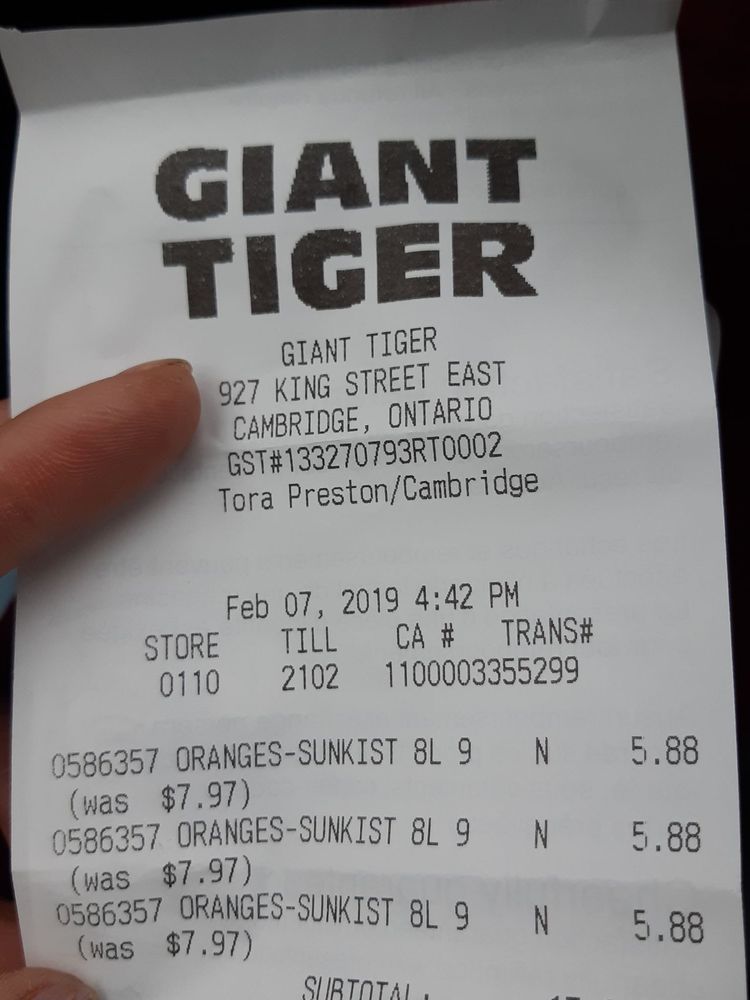 GIANT
TIGER
GIANT TIGER
927 KING STREET EAST
CAMBRIDGE, ONTARIO
GST#133270793RT0002
Tora Preston/Cambridge
Feb 07, 2019 4:42 PM
STORE TILL CA # TRANS#
0110 2102 1100003355299
0586357 ORANGES-SUNKIST 8L 9 N 5.88
(was $7.97)
0586357 ORANGES-SUNKIST 8L 9 N 5.88
(was $7.97)
0586357 ORANGES-SUNKIST 8L 9 N 5.88
(was $7.97)
SUBTOTAL: